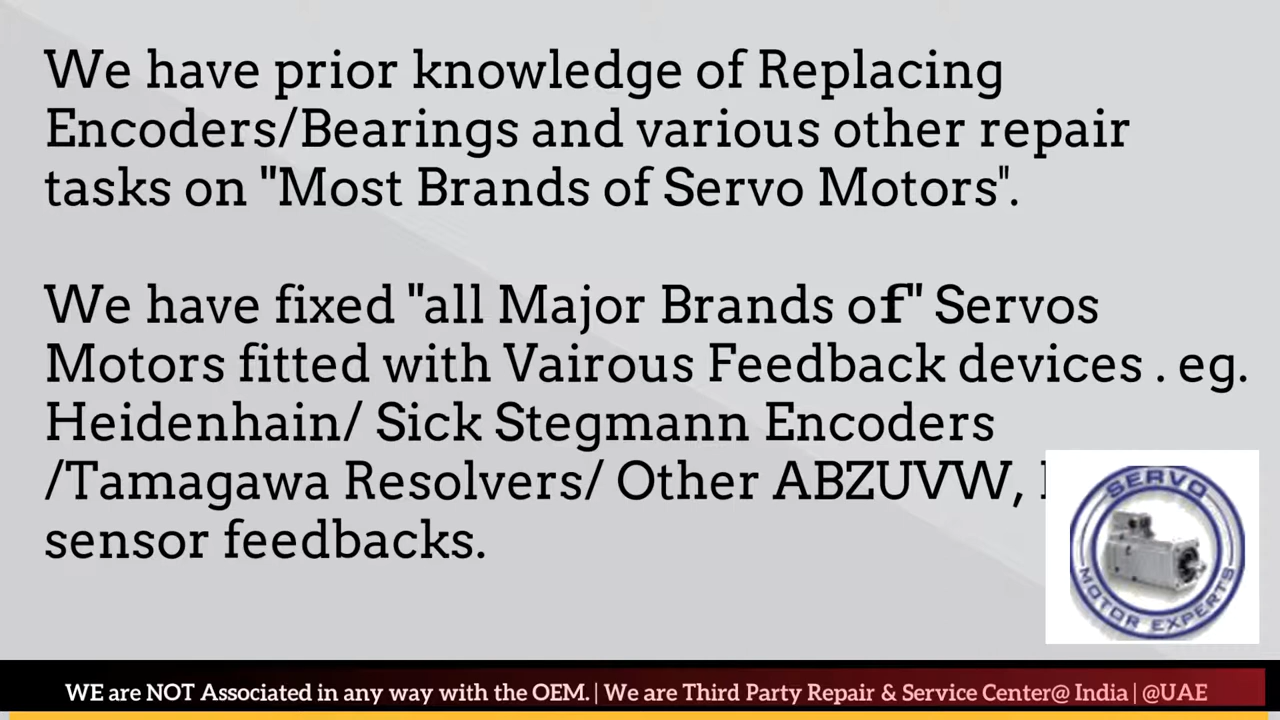 We have prior knowledge of Replacing
Encoders/Bearings and various other repair
tasks on "Most Brands of Servo Motors".
We have fixed "all Major Brands of" Servos
Motors fitted with Vairous Feedback devices . eg.
Heidenhain/ Sick Stegmann Encoders
/Tamagawa Resolvers/ Other ABZUVW,
sensor feedbacks.
SERVO
MOTOR EXPERTS
WE are NOT Associated in any way with the OEM. | We are Third Party Repair & Service Center@ India | @UAE